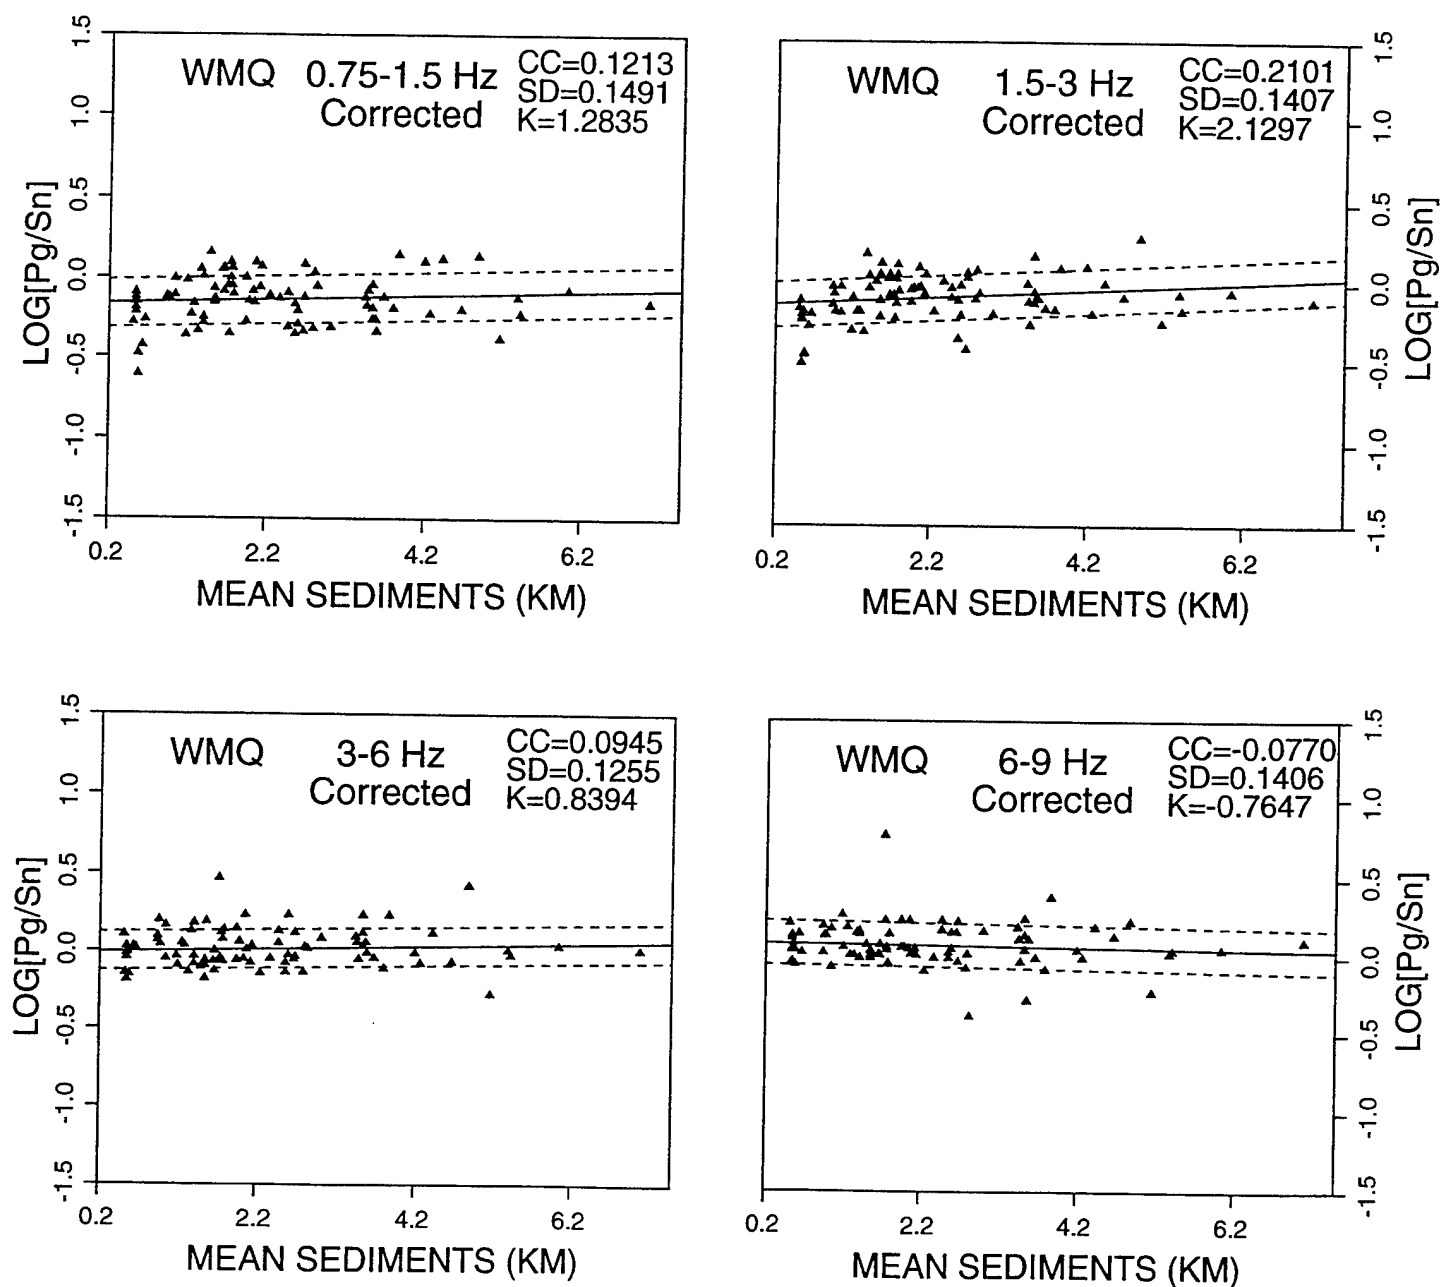 WMQ 0.75-1.5 Hz CC=0.1213
Corrected SD=0.1491
K=1.2835
LOG[Pg/Sn]
1.5
1.0
0.5
0.0
-0.5
-1.0
-1.5
0.2 2.2 4.2 6.2
MEAN SEDIMENTS (KM)
WMQ 1.5-3 Hz CC=0.2101
Corrected SD=0.1407
K=2.1297
1.5
1.0
0.5
0.0
-0.5
-1.0
-1.5
LOG[Pg/Sn]
0.2 2.2 4.2 6.2
MEAN SEDIMENTS (KM)
WMQ 3-6 Hz CC=0.0945
Corrected SD=0.1255
K=0.8394
LOG[Pg/Sn]
1.5
1.0
0.5
0.0
-0.5
-1.0
-1.5
0.2 2.2 4.2 6.2
MEAN SEDIMENTS (KM)
WMQ 6-9 Hz CC=-0.0770
Corrected SD=0.1406
K=-0.7647
1.5
1.0
0.5
0.0
-0.5
-1.0
-1.5
LOG[Pg/Sn]
0.2 2.2 4.2 6.2
MEAN SEDIMENTS (KM)